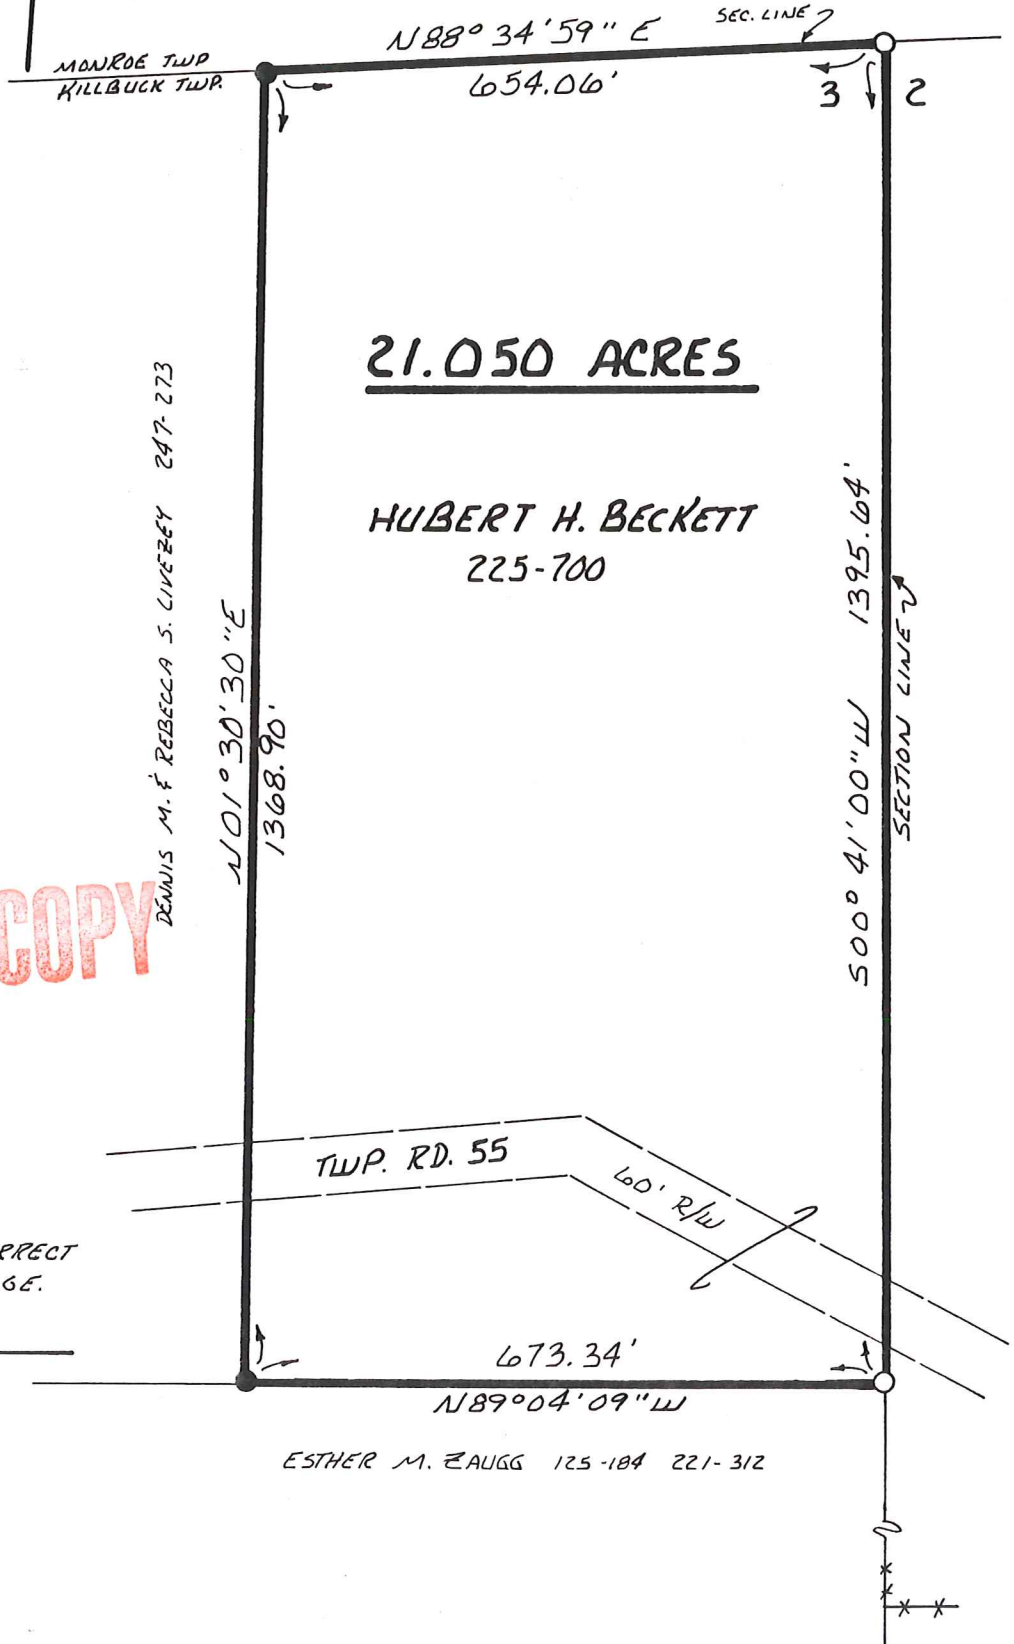 N88° 34' 59" E
SEC. LINE
MONROE TWP
KILLBUCK TWP.
654.06'
3
2
21.050 ACRES
HUBERT H. BECKETT
225-700
DENNIS M. & REBECCA S. LIVEZEY 247-273
N01° 30' 30" E
1368.90'
S00° 41' 00" W 1395.64'
SECTION LINE
COPY
TWP. RD. 55
60' R/W
RRECT
GE.
673.34'
N89° 04' 09" W
ESTHER M. ZAUGG 125-184 221-312